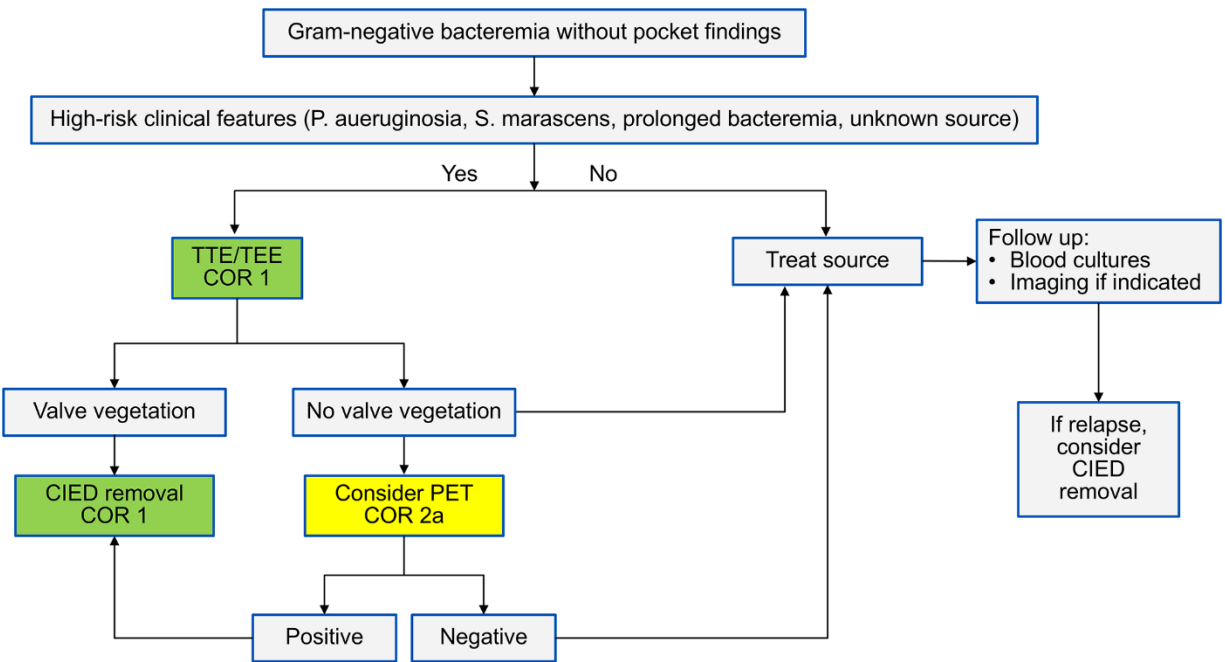 Gram-negative bacteremia without pocket findings
High-risk clinical features (P. aueruginosia, S. marascens, prolonged bacteremia, unknown source)
Yes
No
TTE/TEE
COR 1
Treat source
Follow up:
• Blood cultures
• Imaging if indicated
Valve vegetation
No valve vegetation
If relapse,
consider
CIED
removal
CIED removal
COR 1
Consider PET
COR 2a
Positive
Negative